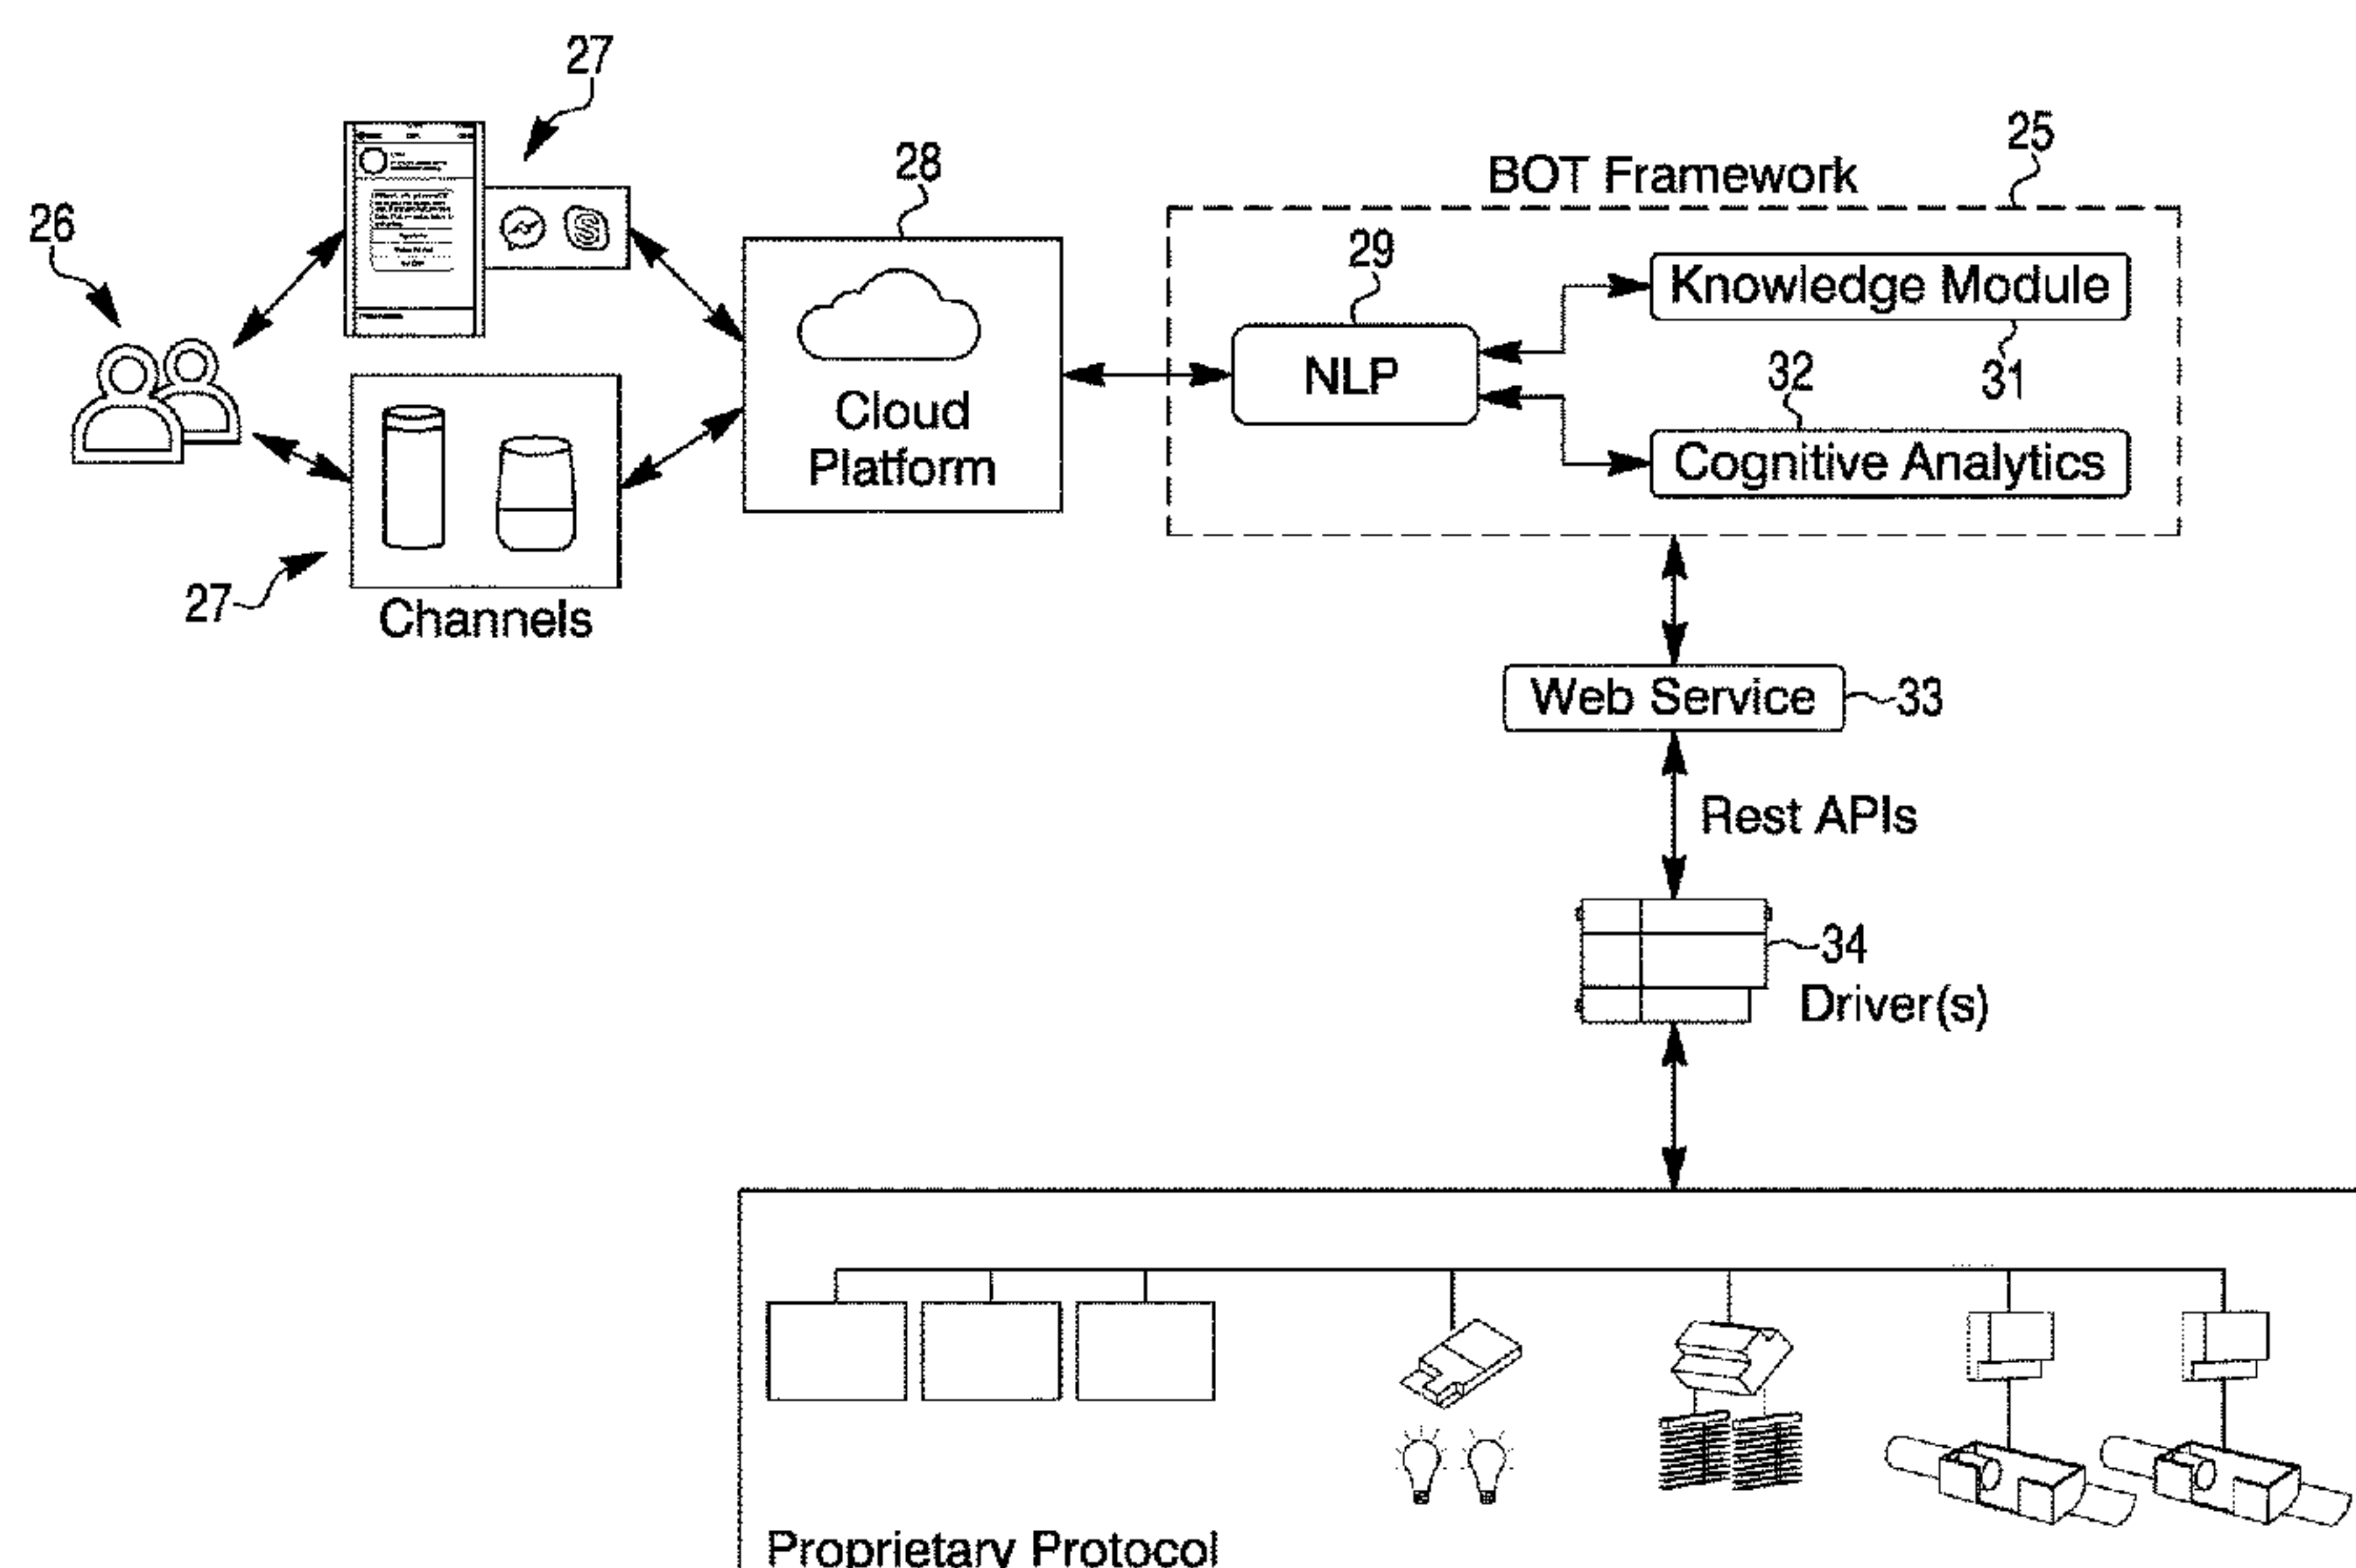 27
28
25
BOT Framework
26
29
Knowledge Module
NLP
31
32
Cloud
Platform
Cognitive Analytics
27
Channels
Web Service
33
Rest APIs
34
Driver(s)
Proprietary Protocol